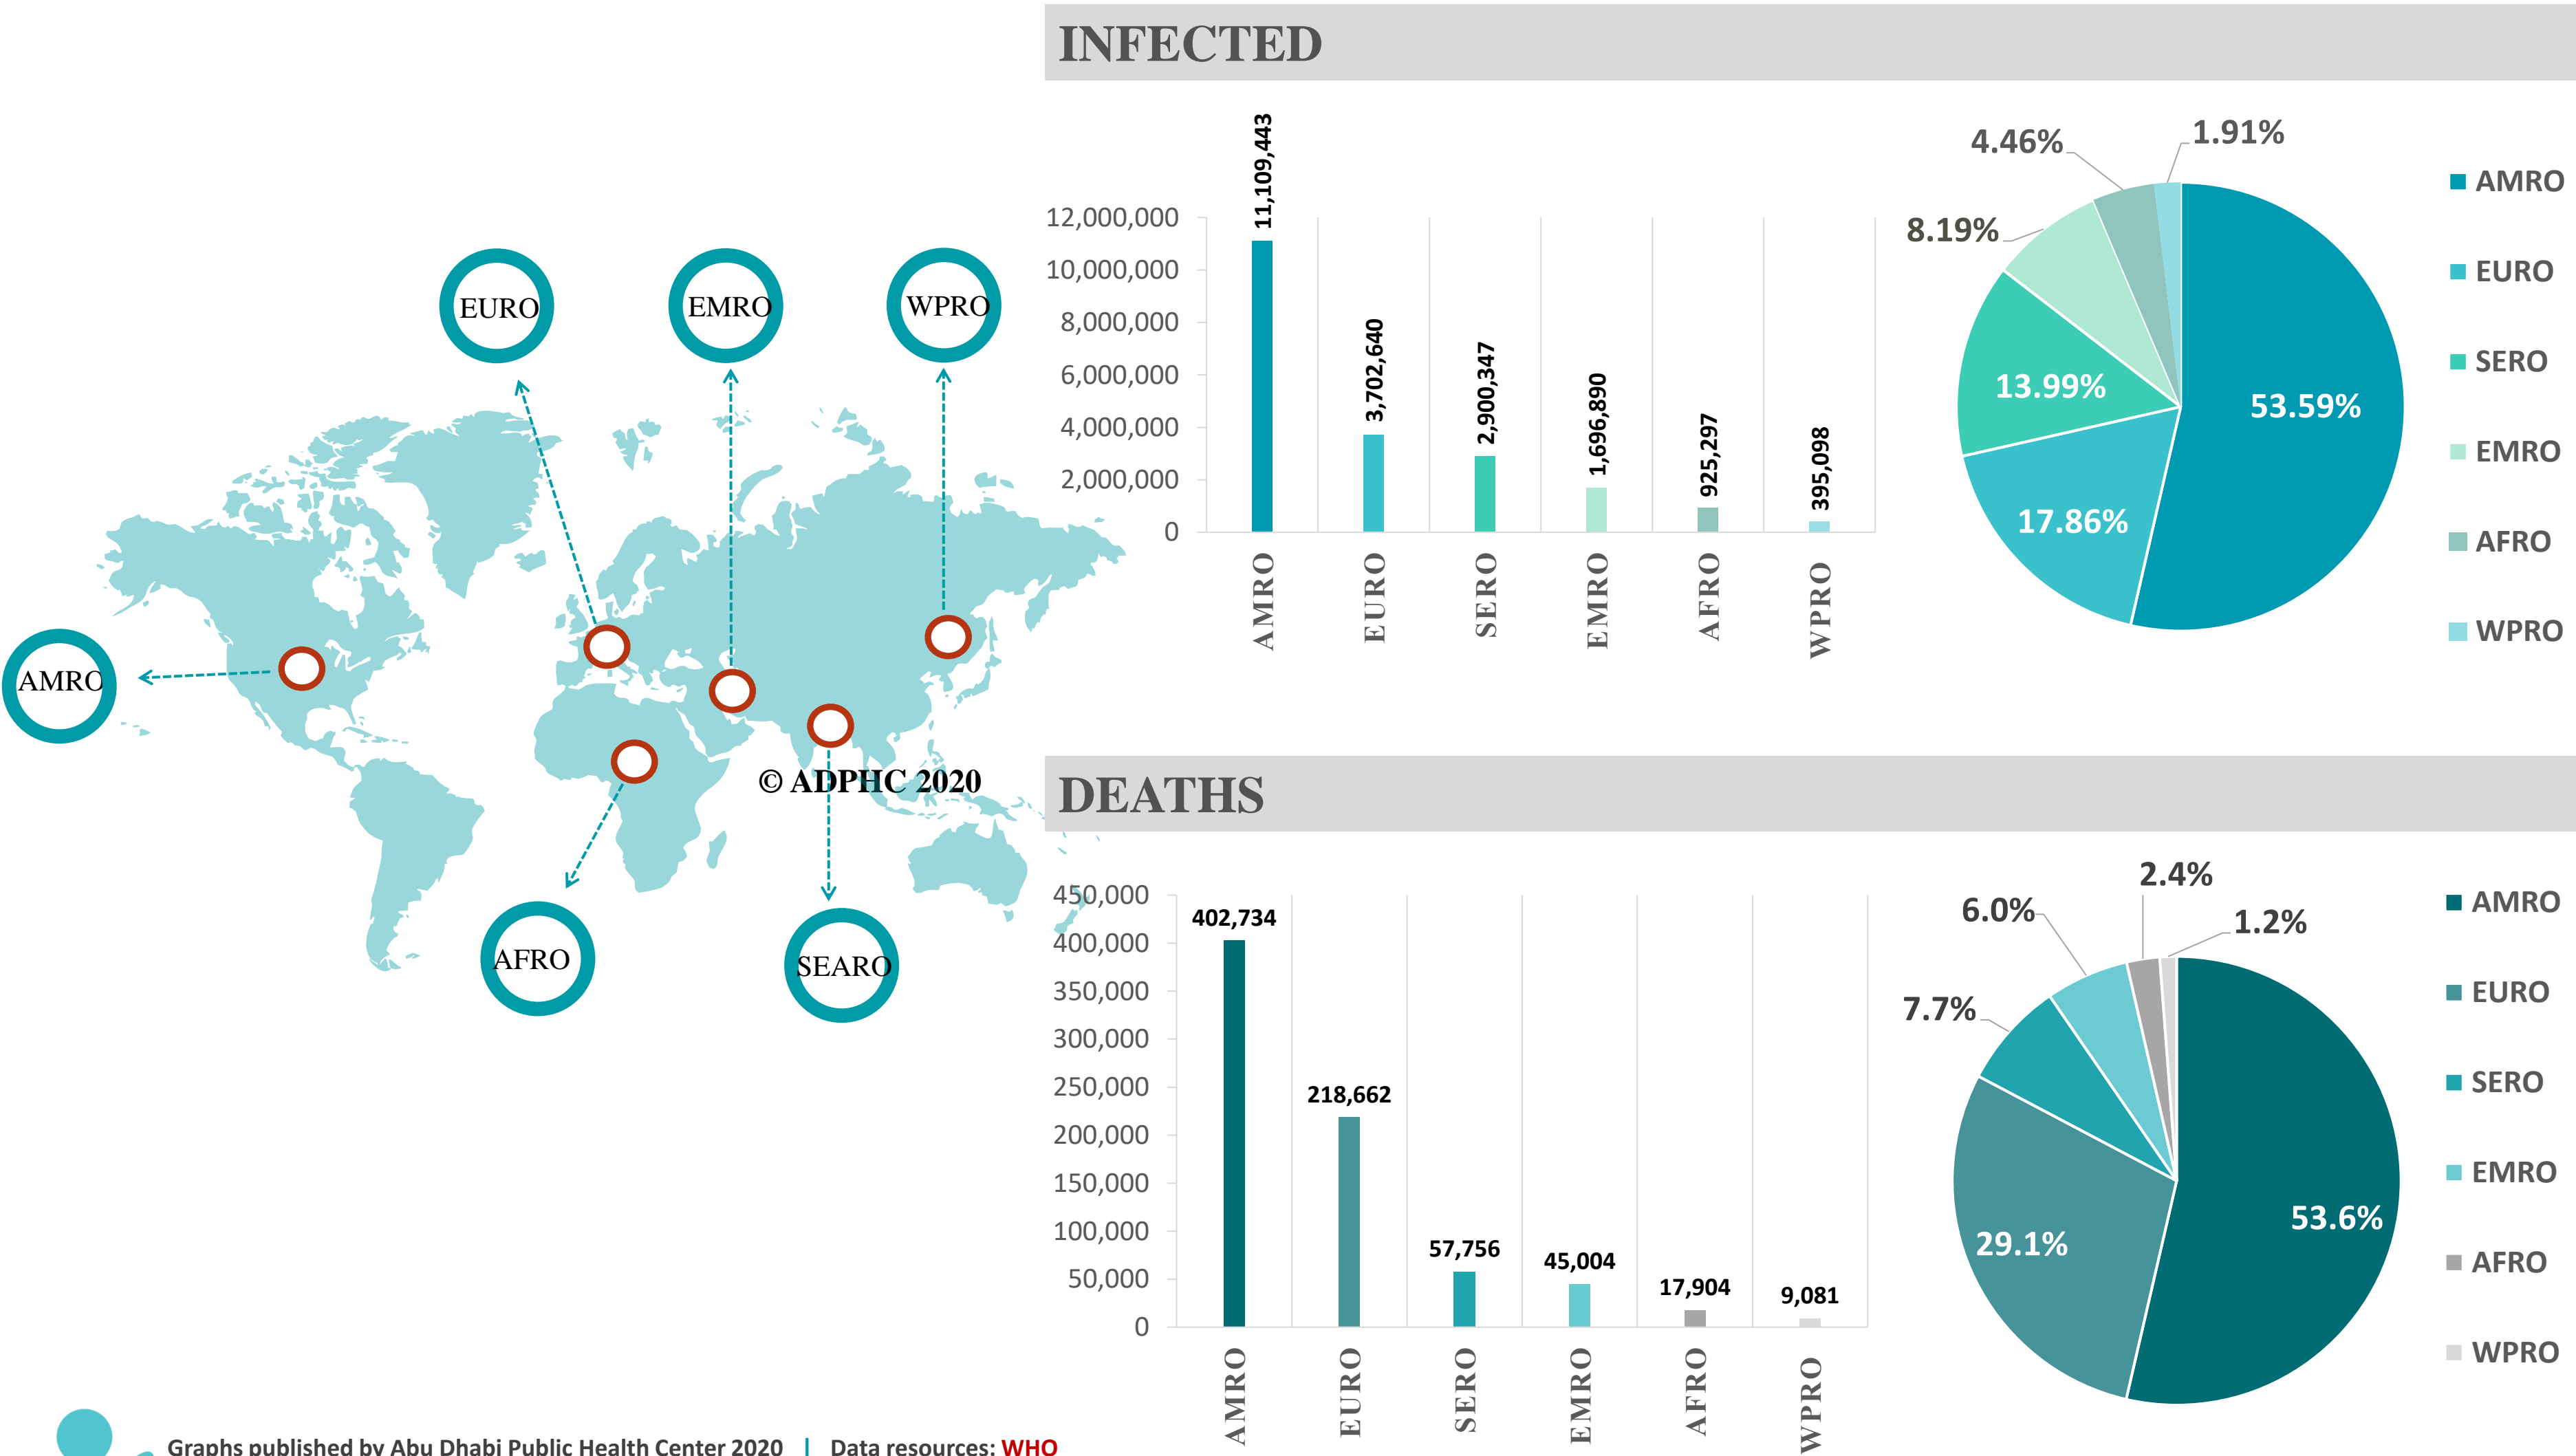 INFECTED
EURO
EMRO
WPRO
AMRO
AFRO
SEARO
© ADPHC 2020
12,000,000
10,000,000
8,000,000
6,000,000
4,000,000
2,000,000
0
11,109,443
3,702,640
2,900,347
1,696,890
925,297
395,098
AMRO
EURO
SERO
EMRO
AFRO
WPRO
4.46%
1.91%
8.19%
13.99%
53.59%
17.86%
AMRO
EURO
SERO
EMRO
AFRO
WPRO
DEATHS
450,000
400,000
350,000
300,000
250,000
200,000
150,000
100,000
50,000
0
402,734
218,662
57,756
45,004
17,904
9,081
AMRO
EURO
SERO
EMRO
AFRO
WPRO
2.4%
6.0%
1.2%
7.7%
53.6%
29.1%
AMRO
EURO
SERO
EMRO
AFRO
WPRO
Graphs published by Abu Dhabi Public Health Center 2020 | Data resources: WHO